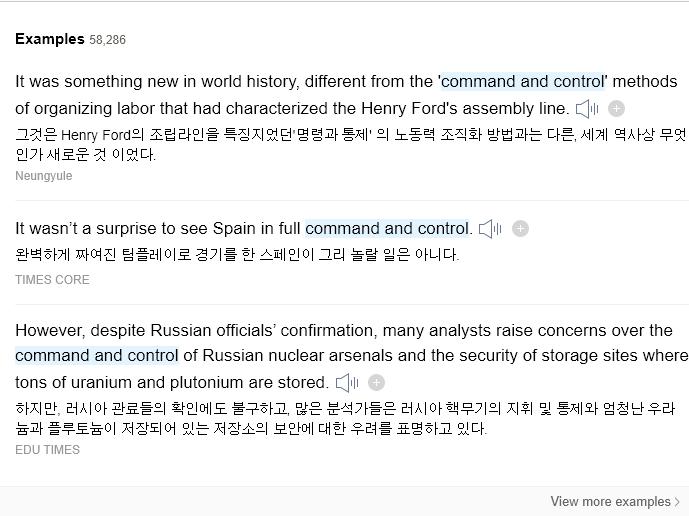 Examples 58,286
It was something new in world history, different from the 'command and control' methods
of organizing labor that had characterized the Henry Ford's assembly line.
그것은 Henry Ford의 조립라인을 특징지었던'명령과 통제' 의 노동력 조직화 방법과는 다른, 세계 역사상 무엇
인가 새로운 것 이었다.
Neungyule
It wasn’t a surprise to see Spain in full command and control.
완벽하게 짜여진 팀플레이로 경기를 한 스페인이 그리 놀랄 일은 아니다.
TIMES CORE
However, despite Russian officials’ confirmation, many analysts raise concerns over the
command and control of Russian nuclear arsenals and the security of storage sites where
tons of uranium and plutonium are stored.
하지만, 러시아 관료들의 확인에도 불구하고, 많은 분석가들은 러시아 핵무기의 지휘 및 통제와 엄청난 우라
늄과 플루토늄이 저장되어 있는 저장소의 보안에 대한 우려를 표명하고 있다.
EDU TIMES
View more examples >